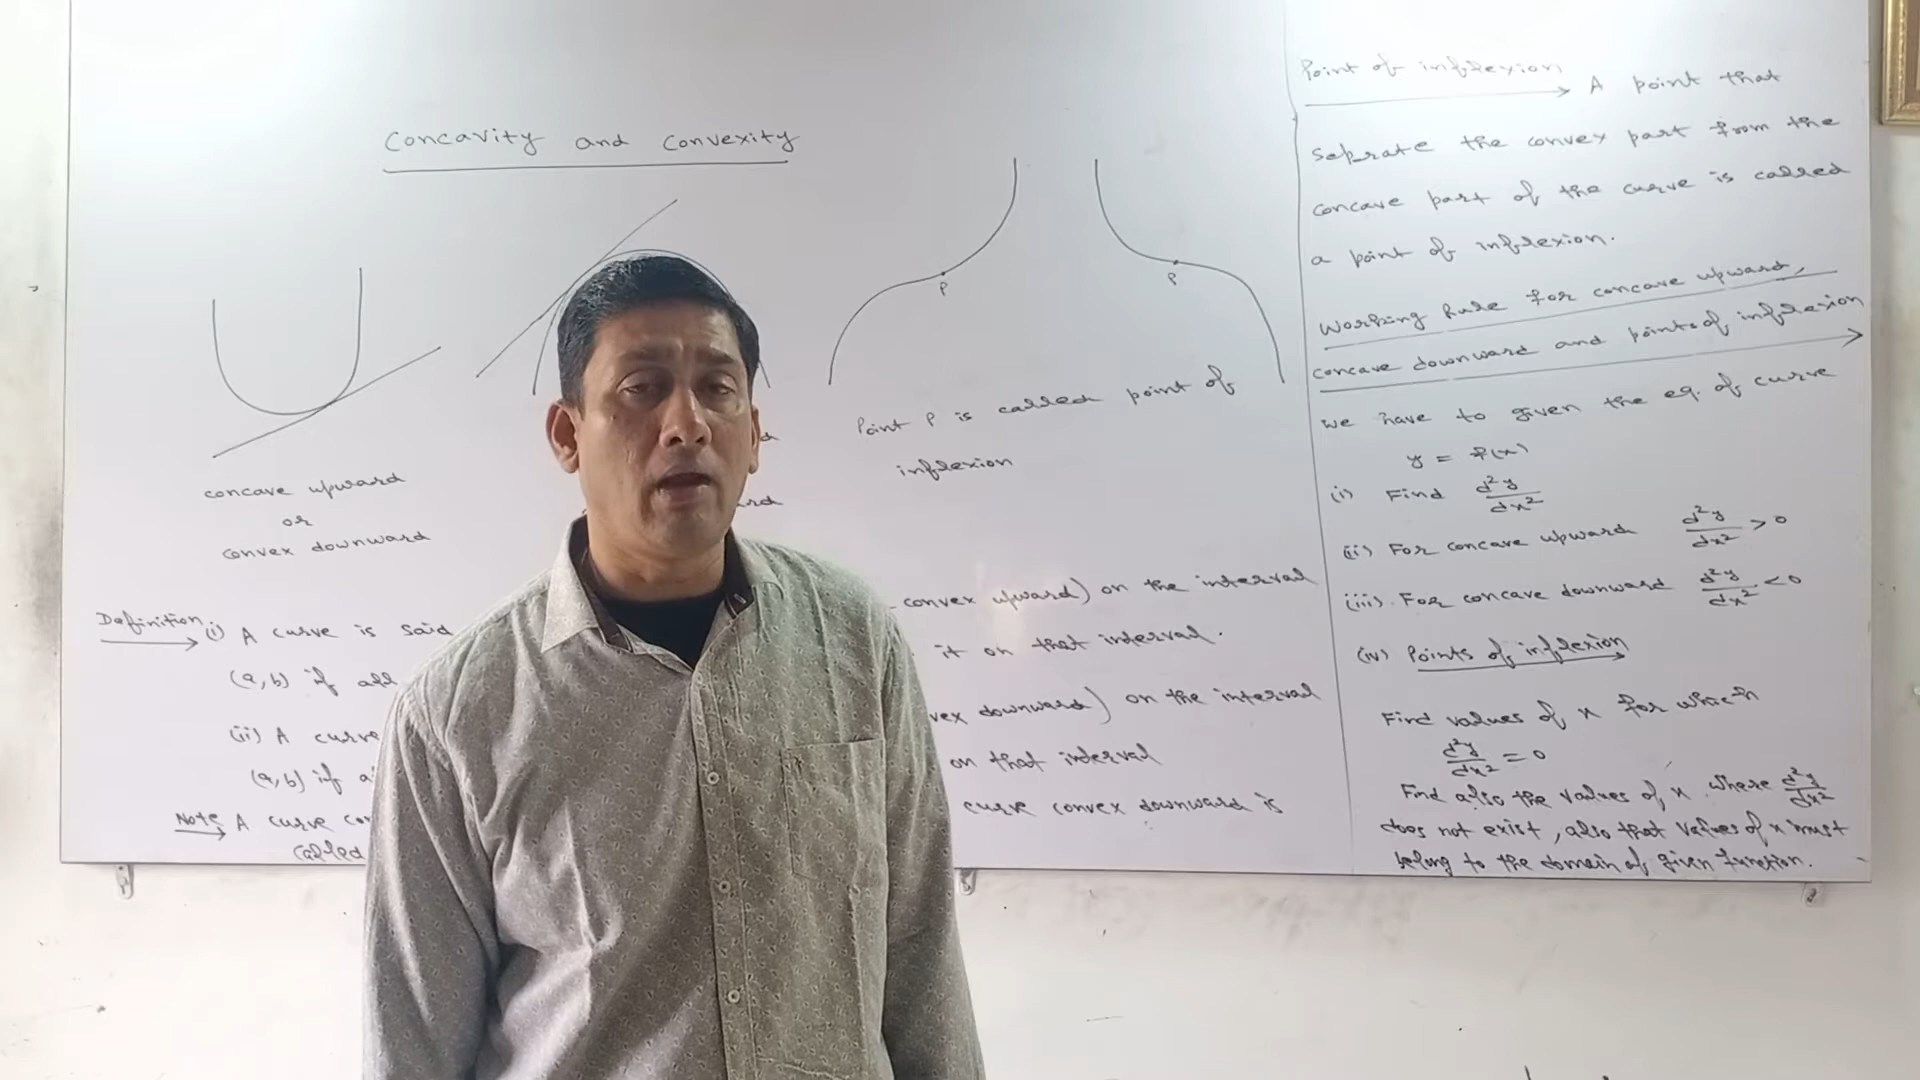 Concavity and Convexity
P
P
concave upward
or
convex downward
Point P is called point of
inflexion
Definition (i) A curve is said
convex upward) on the interval
(a,b) if all
it on that interval.
(ii) A curve
vex downward) on the interval
(a,b) if a
on that interval
Note A curve co
curve convex downward is
called
Point of inflexion A point that
Seprate the convex part from the
concave part of the curve is called
a point of inflexion.
Working Rule for concave upward,
concave downward and points of inflexion
We have to given the eq. of curve
y = f(x)
(i) Find d²y/dx²
(ii) For concave upward d²y/dx² > 0
(iii) For concave downward d²y/dx² < 0
(iv) Points of inflexion
Find values of x for which
d²y/dx² = 0
Find also the values of x where d²y/dx²
does not exist, also that values of x must
belong to the domain of given function.